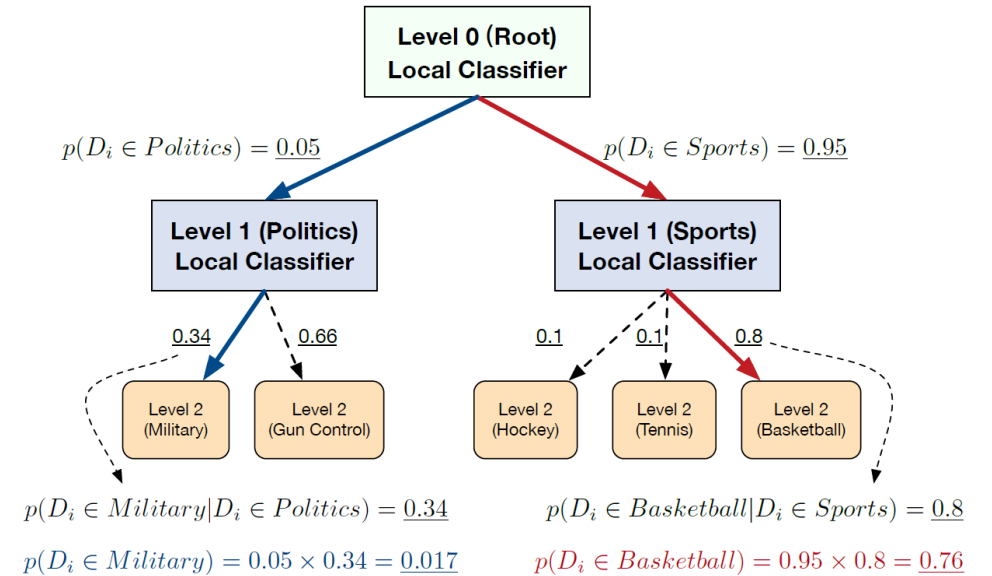 Level 0 (Root)
Local Classifier
p(D_i ∈ Politics) = 0.05
p(D_i ∈ Sports) = 0.95
Level 1 (Politics)
Local Classifier
Level 1 (Sports)
Local Classifier
0.34
0.66
0.1
0.1
0.8
Level 2
(Military)
Level 2
(Gun Control)
Level 2
(Hockey)
Level 2
(Tennis)
Level 2
(Basketball)
p(D_i ∈ Military|D_i ∈ Politics) = 0.34
p(D_i ∈ Basketball|D_i ∈ Sports) = 0.8
p(D_i ∈ Military) = 0.05 × 0.34 = 0.017
p(D_i ∈ Basketball) = 0.95 × 0.8 = 0.76